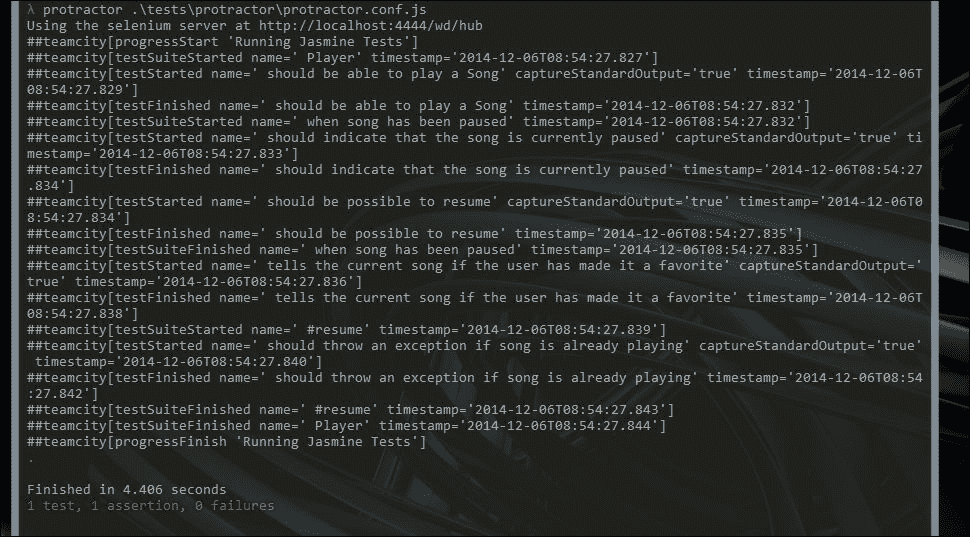 λ protractor .\tests\protractor\protractor.conf.js
Using the selenium server at http://localhost:4444/wd/hub
##teamcity[progressStart 'Running Jasmine Tests']
##teamcity[testSuiteStarted name=' Player' timestamp='2014-12-06T08:54:27.827']
##teamcity[testStarted name=' should be able to play a Song' captureStandardOutput='true' timestamp='2014-12-06T
08:54:27.829']
##teamcity[testFinished name=' should be able to play a Song' timestamp='2014-12-06T08:54:27.832']
##teamcity[testSuiteStarted name=' when song has been paused' timestamp='2014-12-06T08:54:27.832']
##teamcity[testStarted name=' should indicate that the song is currently paused' captureStandardOutput='true' ti
mestamp='2014-12-06T08:54:27.833']
##teamcity[testFinished name=' should indicate that the song is currently paused' timestamp='2014-12-06T08:54:27
.834']
##teamcity[testStarted name=' should be possible to resume' captureStandardOutput='true' timestamp='2014-12-06T0
8:54:27.834']
##teamcity[testFinished name=' should be possible to resume' timestamp='2014-12-06T08:54:27.835']
##teamcity[testSuiteFinished name=' when song has been paused' timestamp='2014-12-06T08:54:27.835']
##teamcity[testStarted name=' tells the current song if the user has made it a favorite' captureStandardOutput='
true' timestamp='2014-12-06T08:54:27.836']
##teamcity[testFinished name=' tells the current song if the user has made it a favorite' timestamp='2014-12-06T
08:54:27.838']
##teamcity[testSuiteStarted name=' #resume' timestamp='2014-12-06T08:54:27.839']
##teamcity[testStarted name=' should throw an exception if song is already playing' captureStandardOutput='true'
 timestamp='2014-12-06T08:54:27.840']
##teamcity[testFinished name=' should throw an exception if song is already playing' timestamp='2014-12-06T08:54
:27.842']
##teamcity[testSuiteFinished name=' #resume' timestamp='2014-12-06T08:54:27.843']
##teamcity[testSuiteFinished name=' Player' timestamp='2014-12-06T08:54:27.844']
##teamcity[progressFinish 'Running Jasmine Tests']
.
Finished in 4.406 seconds
1 test, 1 assertion, 0 failures